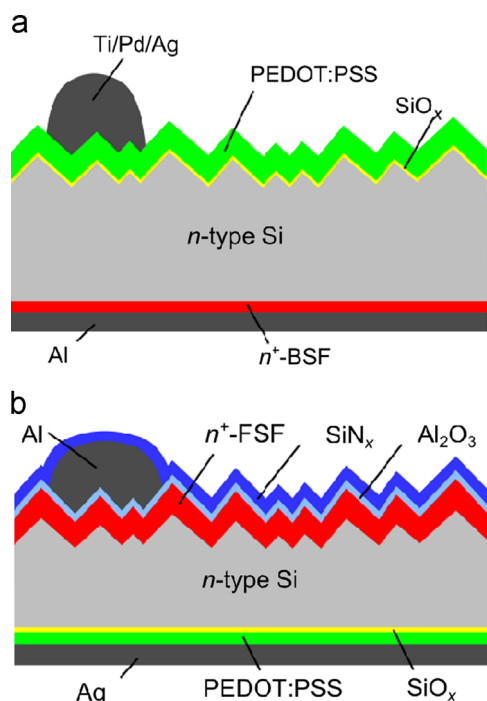 a
Ti/Pd/Ag
PEDOT:PSS
SiOₓ
n-type Si
Al
n⁺-BSF
b
Al
n⁺-FSF
SiNₓ
Al₂O₃
n-type Si
Ag
PEDOT:PSS
SiOₓ